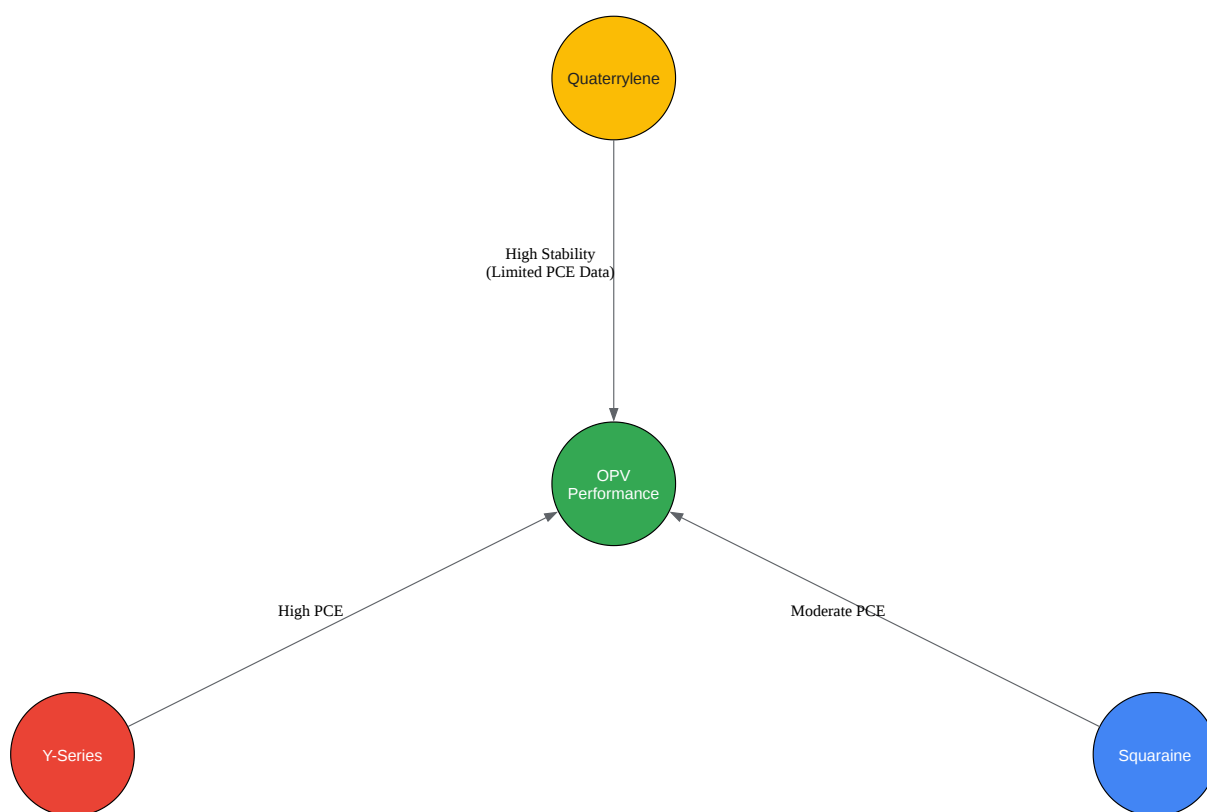 Quaterrylene
High Stability
(Limited PCE Data)
OPV
Performance
High PCE
Moderate PCE
Y-Series
Squaraine